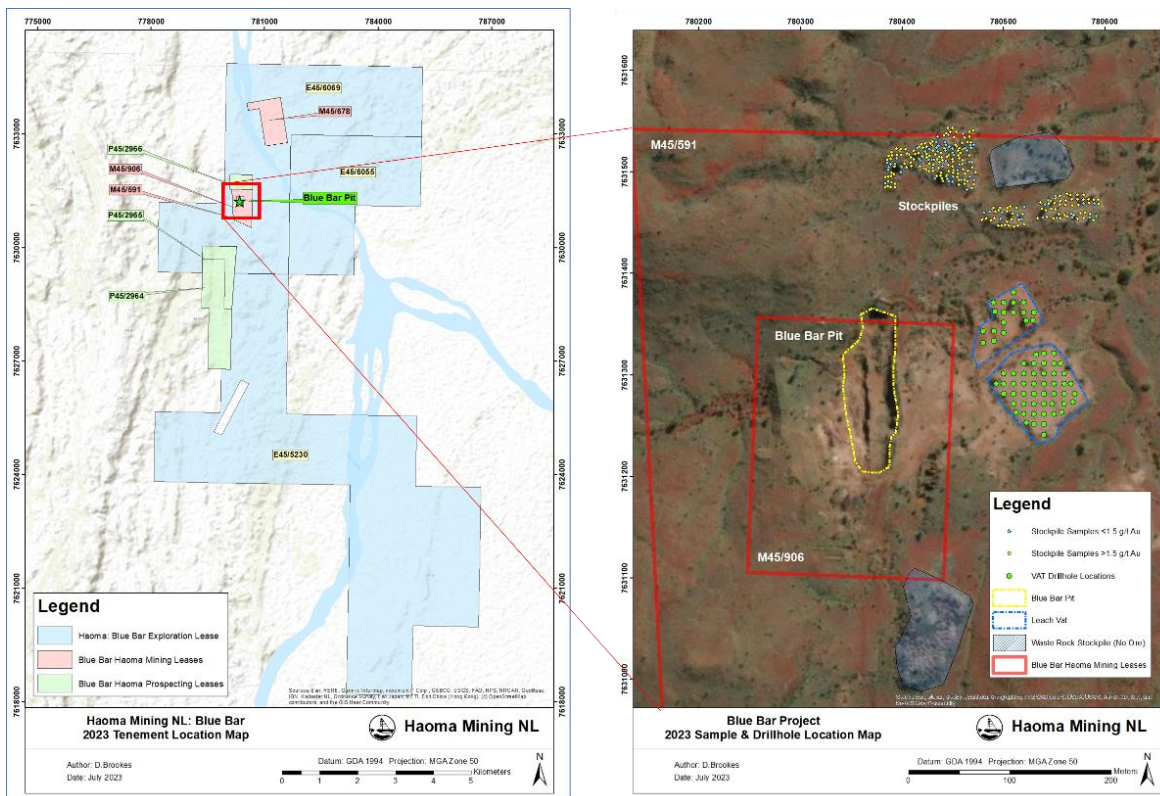 775000
778000
781000
784000
787000
7633000
7630000
7627000
7624000
7621000
7618000
E45/6069
M45/678
P45/2966
M45/906
M45/591
P45/2965
P45/2964
E45/6055
Blue Bar Pit
E45/5230
Legend
Haoma: Blue Bar Exploration Lease
Blue Bar Haoma Mining Leases
Blue Bar Haoma Prospecting Leases
Haoma Mining NL: Blue Bar
2023 Tenement Location Map
Haoma Mining NL
Author: D.Brookes
Date: July 2023
Datum: GDA 1994 Projection: MGA Zone 50
Kilometers
0 1 2 3 4 5
N
780200
780300
780400
780500
780600
7631600
7631500
7631400
7631300
7631200
7631100
M45/591
Stockpiles
Blue Bar Pit
M45/906
Legend
Stockpile Samples <1.5 g/t Au
Stockpile Samples >1.5 g/t Au
VAT Drillhole Locations
Blue Bar Pit
Leach Vat
Waste Rock Stockpile (No Ore)
Blue Bar Haoma Mining Leases
Blue Bar Project
2023 Sample & Drillhole Location Map
Haoma Mining NL
Author: D.Brookes
Date: July 2023
Datum: GDA 1994 Projection: MGA Zone 50
0 100 200
Meters
N